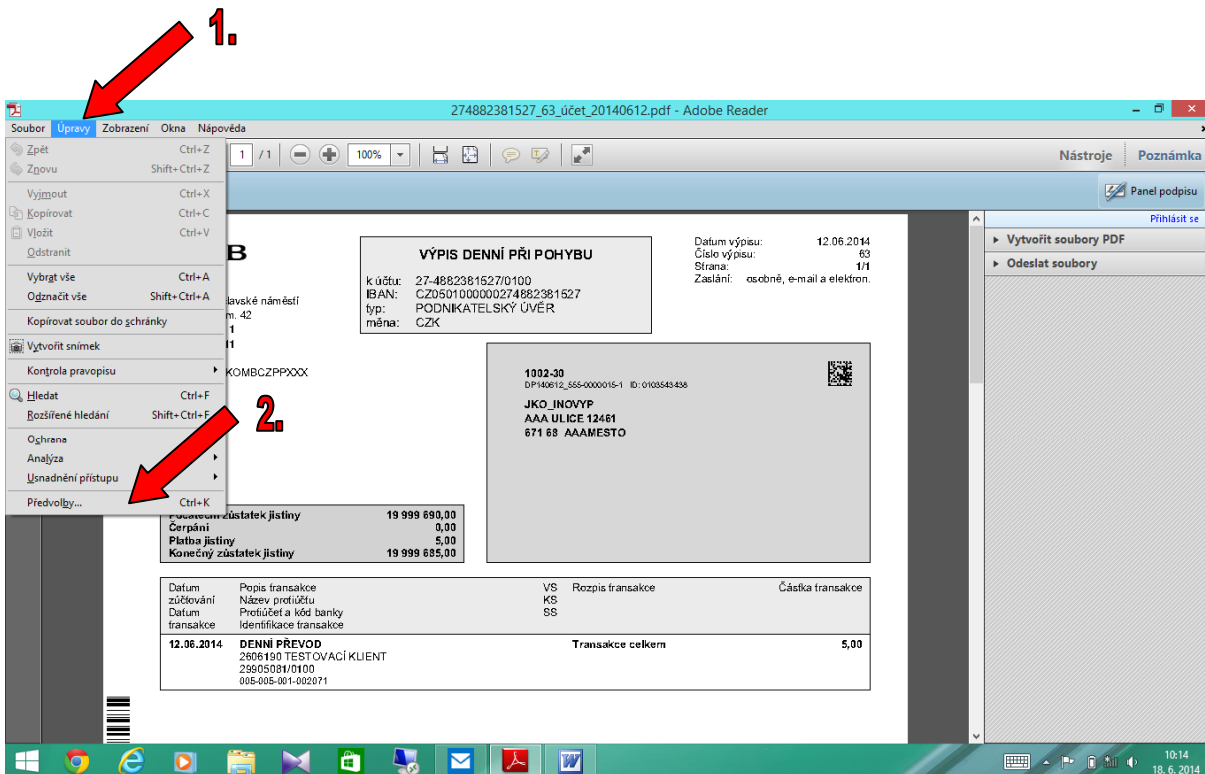 1.
274882381527_63_účet_20140612.pdf - Adobe Reader
Soubor Úpravy Zobrazení Okna Nápověda
Zpět Ctrl+Z
Znovu Shift+Ctrl+Z
Vyjmout Ctrl+X
Kopírovat Ctrl+C
Vložit Ctrl+V
Odstranit
Vybrat vše Ctrl+A
Odznačit vše Shift+Ctrl+A
Kopírovat soubor do schránky
Vytvořit snímek
Kontrola pravopisu
Hledat Ctrl+F
Rozšířené hledání Shift+Ctrl+F
Ochrana
Analýza
Usnadnění přístupu
Předvolby... Ctrl+K
2.
1 / 1 100%
Nástroje Poznámka
Panel podpisu
Přihlásit se
Vytvořit soubory PDF
Odeslat soubory
B
lavské náměstí
m. 42
1
11
KOMBCZPPXXX
VÝPIS DENNÍ PŘI POHYBU
k účtu: 27-4882381527/0100
IBAN: CZ0501000000274882381527
typ: PODNIKATELSKÝ ÚVĚR
měna: CZK
Datum výpisu: 12.06.2014
Číslo výpisu: 63
Strana: 1/1
Zaslání: osobně, e-mail a elektron.
1002-30
DP140612_555-0000015-1 ID: 0103543438
JKO_INOVYP
AAA ULICE 12461
671 68 AAAMESTO
Počáteční zůstatek jistiny 19 999 690,00
Čerpání 0,00
Platba jistiny 5,00
Konečný zůstatek jistiny 19 999 685,00
Datum Popis transakce VS Rozpis transakce Částka transakce
zúčtování Název protiúčtu KS
Datum Protiúčet a kód banky SS
transakce Identifikace transakce
12.06.2014 DENNÍ PŘEVOD Transakce celkem 5,00
2606190 TESTOVACÍ KLIENT
29905081/0100
005-005-001-002071
10:14
18. 6. 2014